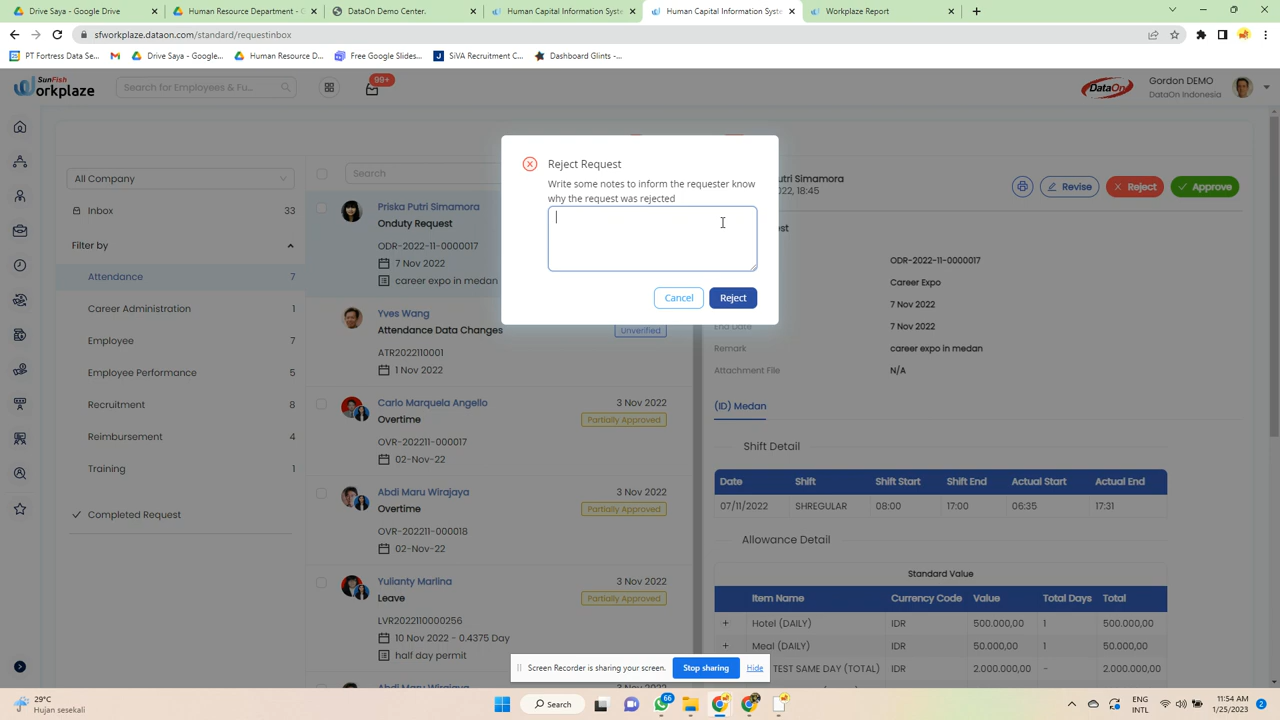 Drive Saya - Google...
Human Resource Department - G
DataOn Demo Center.
Human Capital Information System
Human Capital Information System
Workplaze Report
sfworkplaze.dataon.com/standard/requestinbox
PT Fortress Data Se...
Drive Saya - Google...
Human Resource D...
Free Google Slides...
SiVA Recruitment C...
Dashboard Glints –...
SunFish
Workplaze
Search for Employees & Fu...
99+
DataOn
Gordon DEMO
DataOn Indonesia
All Company
Inbox 33
Filter by
Attendance 7
Career Administration 1
Employee 7
Employee Performance 5
Recruitment 8
Reimbursement 4
Training 1
Completed Request
Search
Priska Putri Simamora
Onduty Request
ODR-2022-11-0000017
7 Nov 2022
career expo in medan
Yves Wang
Attendance Data Changes
Unverified
ATR2022110001
1 Nov 2022
Carlo Marquela Angello 3 Nov 2022
Overtime Partially Approved
OVR-202211-000017
02-Nov-22
Abdi Maru Wirajaya 3 Nov 2022
Overtime Partially Approved
OVR-202211-000018
02-Nov-22
Yulianty Marlina 3 Nov 2022
Leave Partially Approved
LVR2022110000256
10 Nov 2022 - 0.4375 Day
half day permit
Reject Request
Write some notes to inform the requester know
why the request was rejected
Cancel Reject
Putri Simamora
2022, 18:45
Revise Reject Approve
ODR-2022-11-0000017
Career Expo
7 Nov 2022
End Date 7 Nov 2022
Remark career expo in medan
Attachment File N/A
(ID) Medan
Shift Detail
Date Shift Shift Start Shift End Actual Start Actual End
07/11/2022 SHREGULAR 08:00 17:00 06:35 17:31
Allowance Detail
Standard Value
Item Name Currency Code Value Total Days Total
+ Hotel (DAILY) IDR 500.000,00 1 500.000,00
+ Meal (DAILY) IDR 50.000,00 1 50.000,00
TEST SAME DAY (TOTAL) IDR 2.000.000,00 - 2.000.000,00
Screen Recorder is sharing your screen. Stop sharing Hide
29°C
Hujan sesekali
Search
66
ENG
INTL
11:54 AM
1/25/2023
2